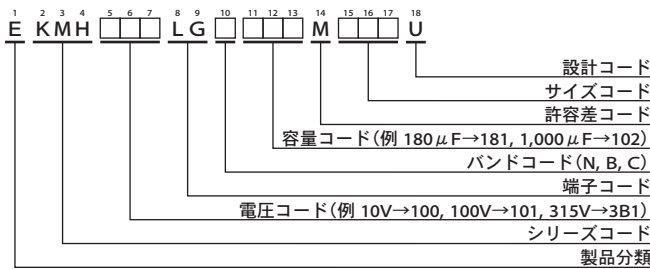 1 2 3 4 5 6 7 8 9 10 11 12 13 14 15 16 17 18
E KMH □□□ LG □ □□□ M □□□ U
設計コード
サイズコード
許容差コード
容量コード(例 180μF→181, 1,000μF→102)
バンドコード(N, B, C)
端子コード
電圧コード(例 10V→100, 100V→101, 315V→3B1)
シリーズコード
製品分類